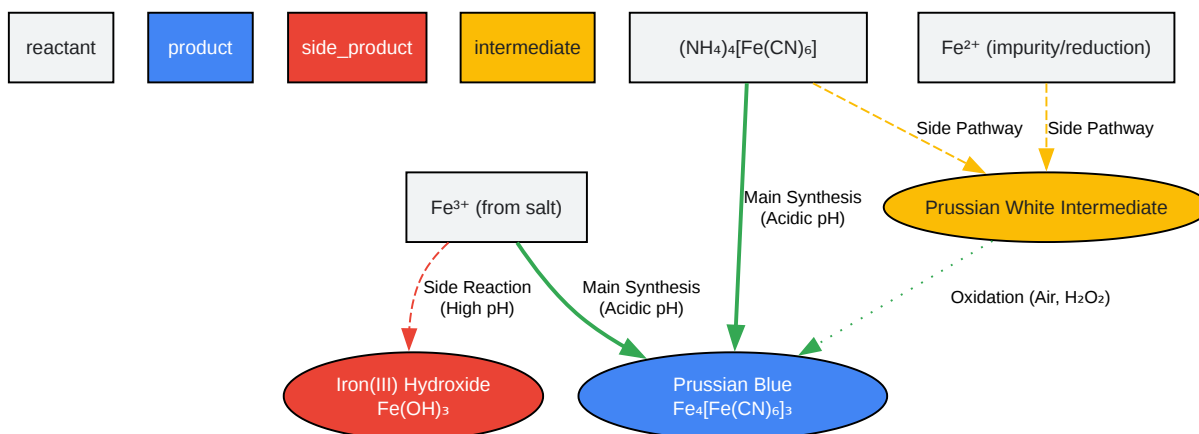 reactant
product
side_product
intermediate
(NH₄)₄[Fe(CN)₆]
Fe²⁺ (impurity/reduction)
Side Pathway
Side Pathway
Fe³⁺ (from salt)
Main Synthesis
(Acidic pH)
Prussian White Intermediate
Side Reaction
(High pH)
Main Synthesis
(Acidic pH)
Oxidation (Air, H₂O₂)
Iron(III) Hydroxide
Fe(OH)₃
Prussian Blue
Fe₄[Fe(CN)₆]₃